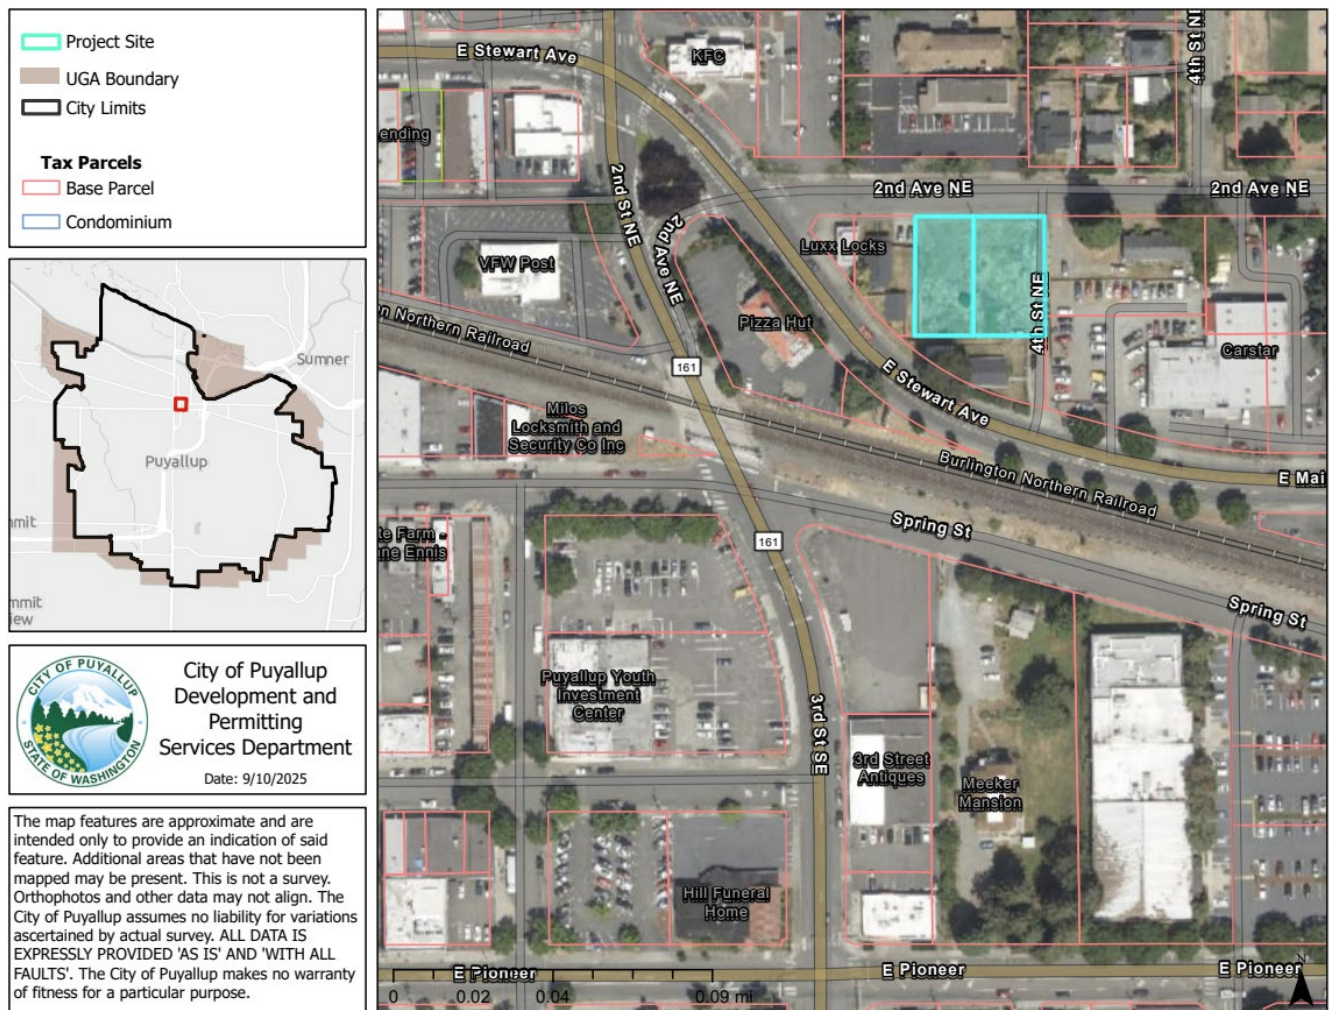 Project Site
UGA Boundary
City Limits
Tax Parcels
Base Parcel
Condominium
Sumner
Puyallup
mmit
mmit
iew
CITY OF PUYALLUP
STATE OF WASHINGTON
City of Puyallup
Development and
Permitting
Services Department
Date: 9/10/2025
The map features are approximate and are
intended only to provide an indication of said
feature. Additional areas that have not been
mapped may be present. This is not a survey.
Orthophotos and other data may not align. The
City of Puyallup assumes no liability for variations
ascertained by actual survey. ALL DATA IS
EXPRESSLY PROVIDED 'AS IS' AND 'WITH ALL
FAULTS'. The City of Puyallup makes no warranty
of fitness for a particular purpose.
E Stewart Ave
KFC
4th St NE
ending
2nd St NE
2nd Ave NE
2nd Ave NE
2nd Ave NE
VFW Post
Luxx Locks
Pizza Hut
4th St NE
Carstar
n Northern Railroad
161
E Stewart Ave
Milos
Locksmith and
Security Co Inc
Burlington Northern Railroad
E Mai
Spring St
te Farm -
ne Ennis
161
Spring St
Puyallup Youth
Investment
Center
3rd St SE
3rd Street
Antiques
Meeker
Mansion
Hill Funeral
Home
E Pioneer
E Pioneer
E Pioneer
0 0.02 0.04 0.09 mi
N